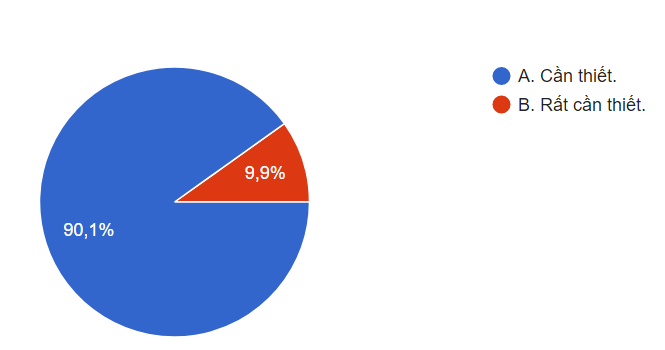 A. Cần thiết.
B. Rất cần thiết.
9,9%
90,1%